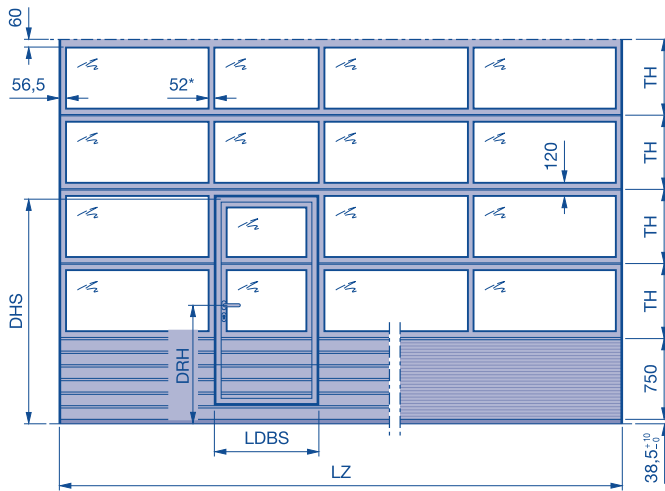 60
56,5
52*
TH
TH
120
TH
TH
DHS
DRH
750
LDBS
38,5 +10 -0
LZ